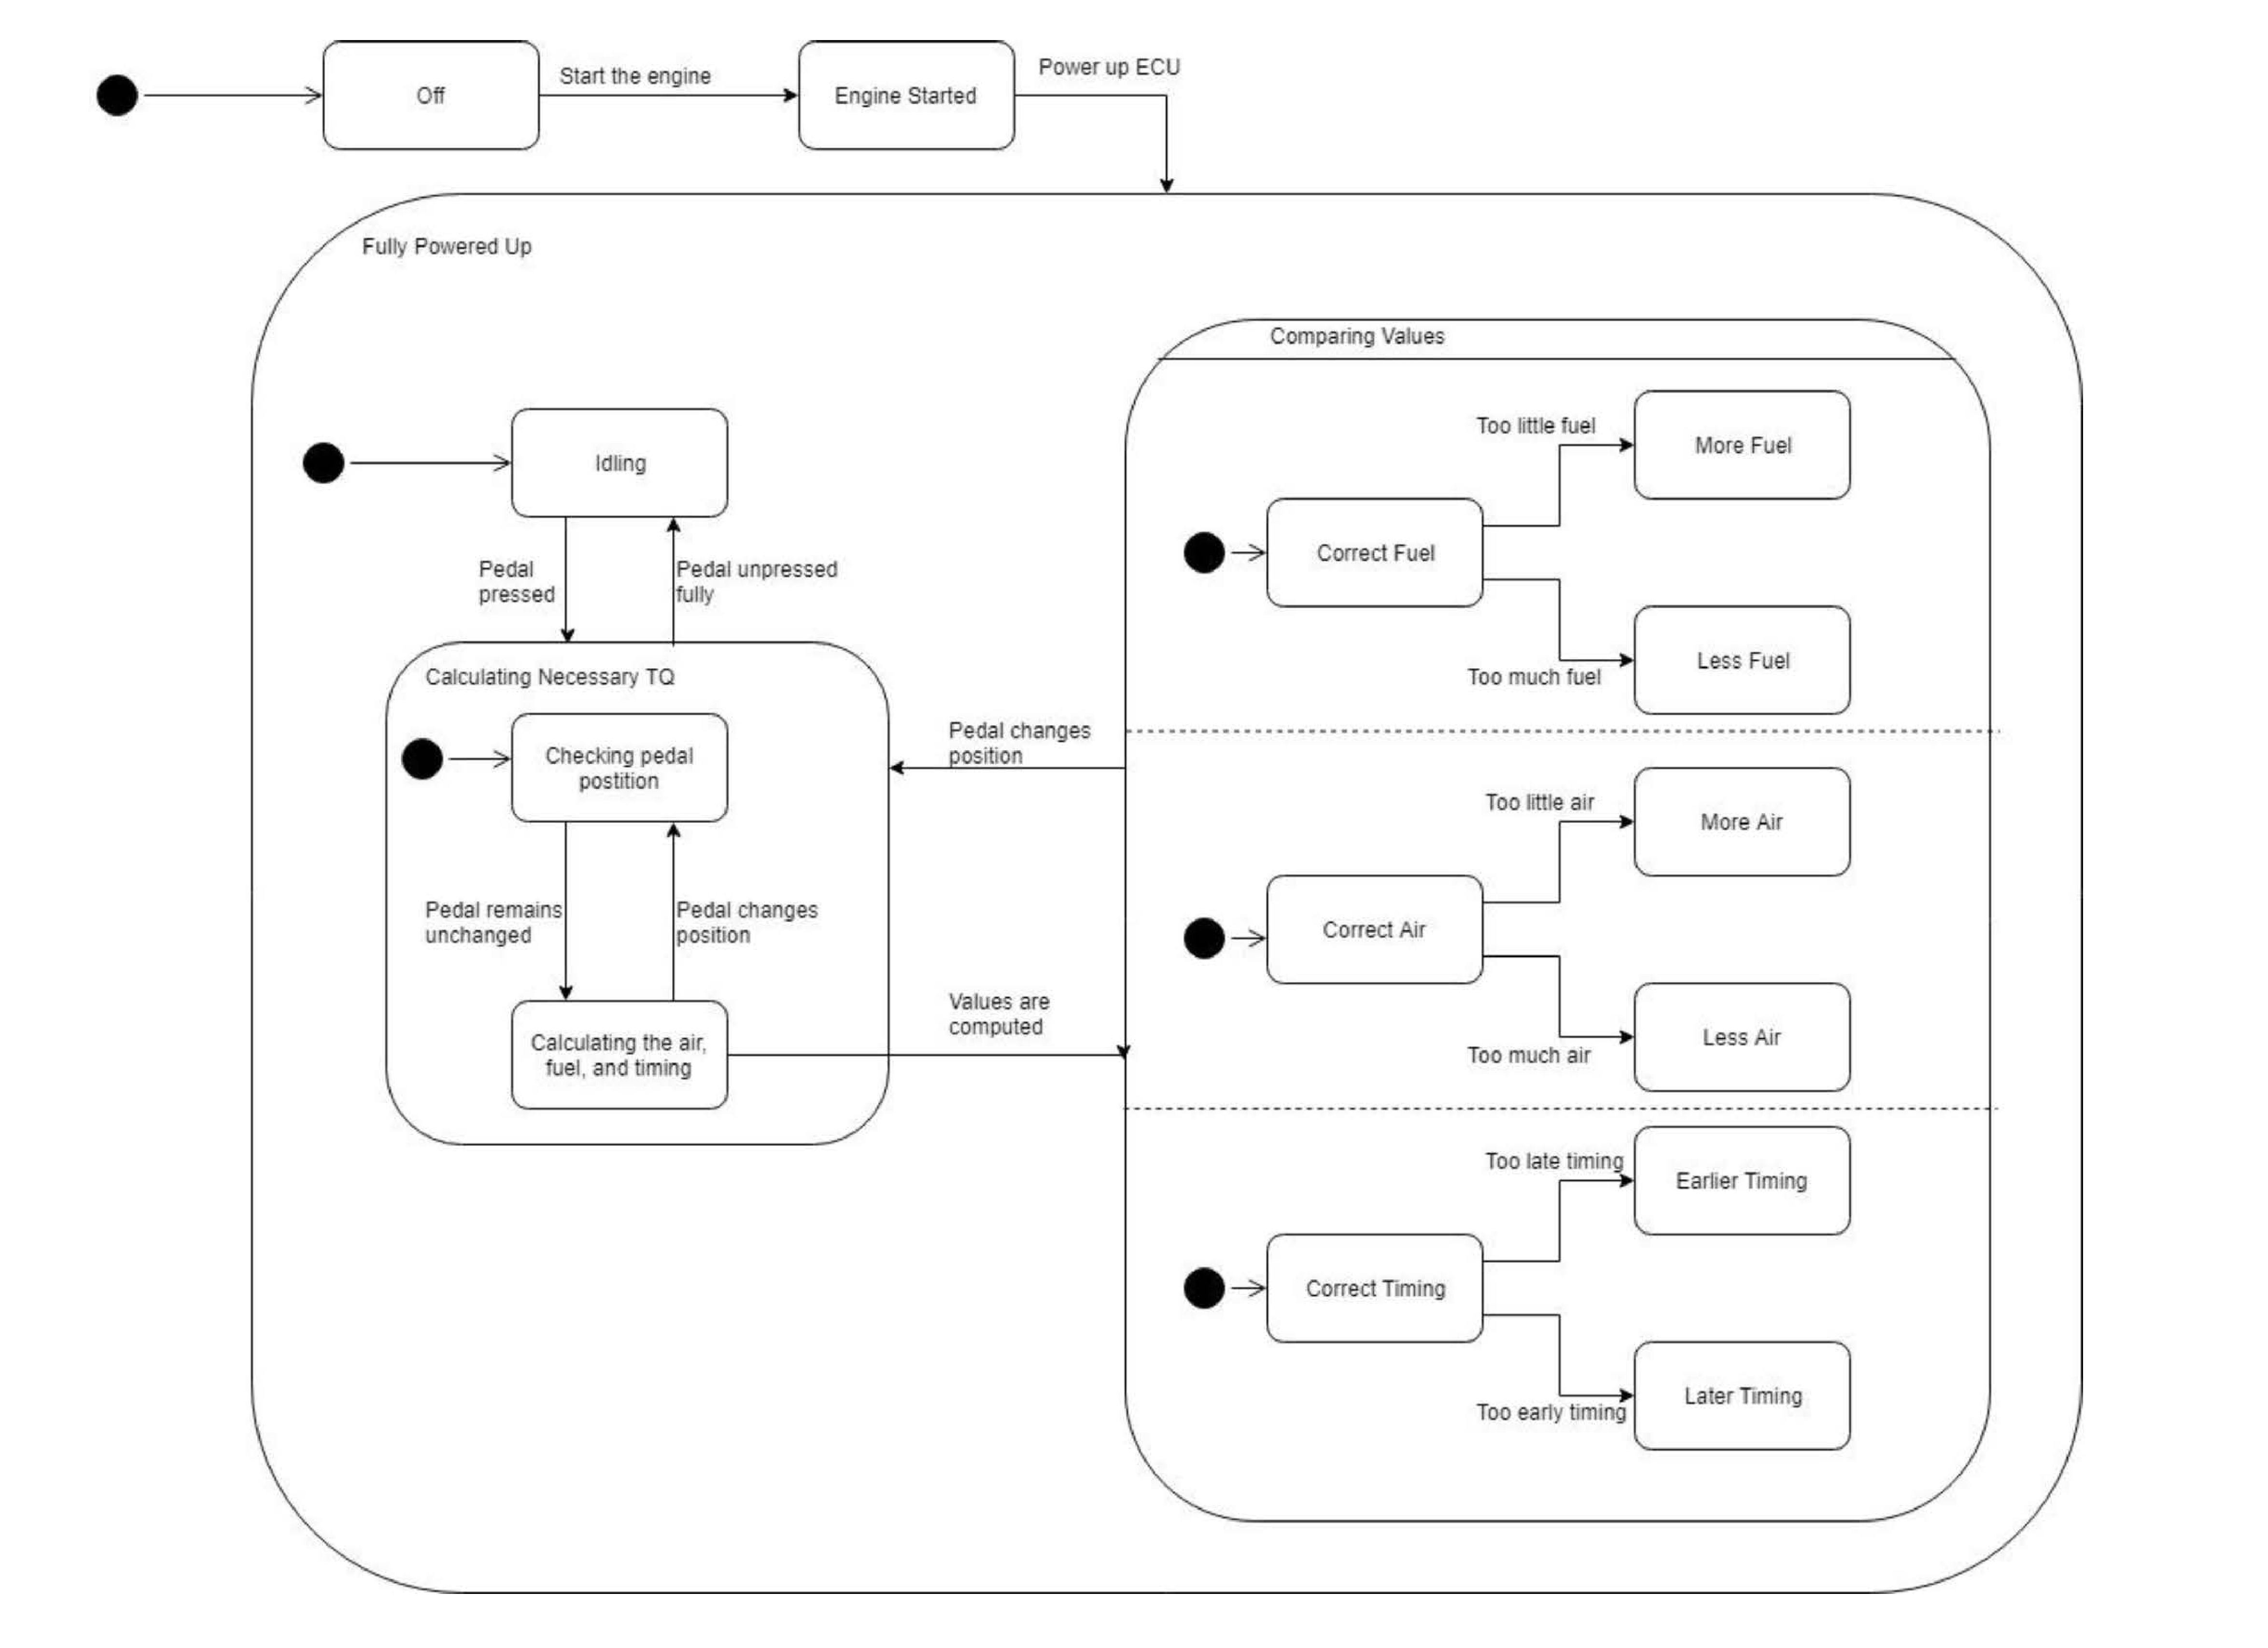 Start the engine
Power up ECU
Off
Engine Started
Fully Powered Up
Comparing Values
Too little fuel
More Fuel
Idling
Correct Fuel
Pedal
pressed
Pedal unpressed
fully
Less Fuel
Too much fuel
Calculating Necessary TQ
Pedal changes
position
Checking pedal
postition
Too little air
More Air
Pedal remains
unchanged
Pedal changes
position
Correct Air
Values are
computed
Less Air
Too much air
Calculating the air,
fuel, and timing
Too late timing
Earlier Timing
Correct Timing
Later Timing
Too early timing